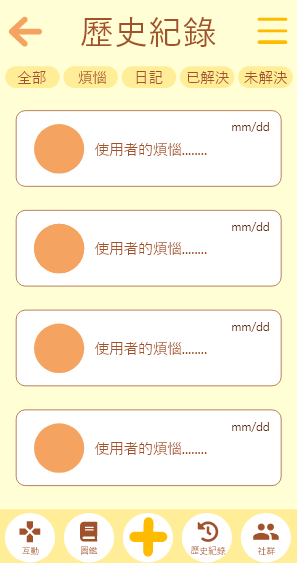 歷史紀錄
全部 煩惱 日記 已解決 未解決
mm/dd
使用者的煩惱........
mm/dd
使用者的煩惱........
mm/dd
使用者的煩惱........
mm/dd
使用者的煩惱........
互動 圖鑑 歷史紀錄 社群